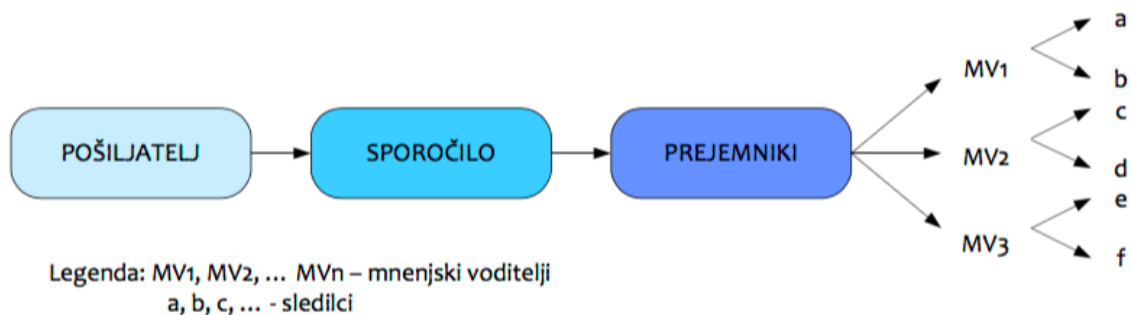 POŠILJATELJ
SPOROČILO
PREJEMNIKI
MV1
a
b
MV2
c
d
MV3
e
f
Legenda: MV1, MV2, ... MVn – mnenjski voditelji
a, b, c, ... - sledilci